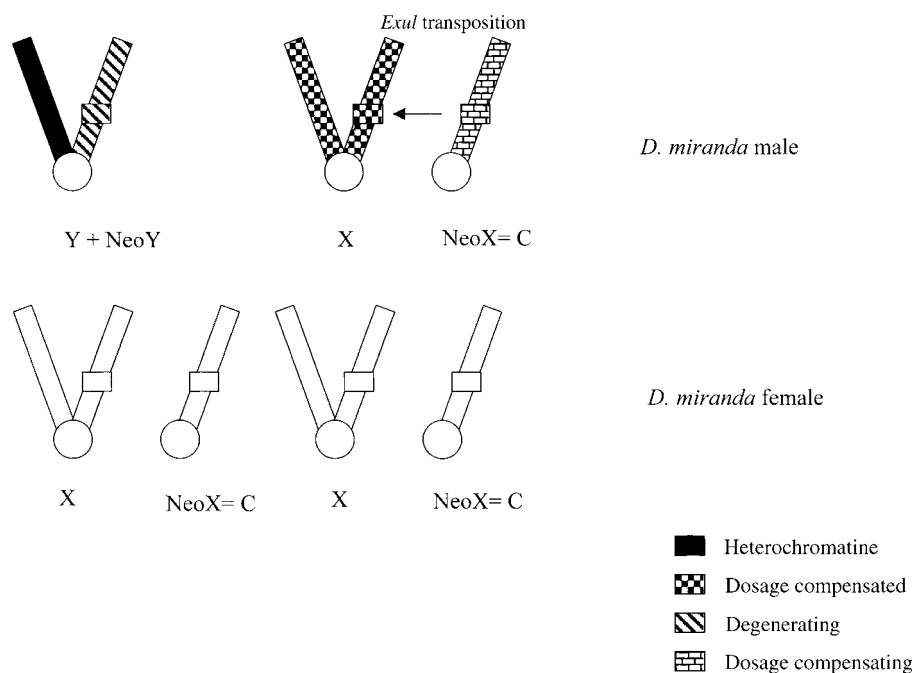 Exul transposition
D. miranda male
Y + NeoY
X
NeoX= C
D. miranda female
X
NeoX= C
X
NeoX= C
Heterochromatine
Dosage compensated
Degenerating
Dosage compensating